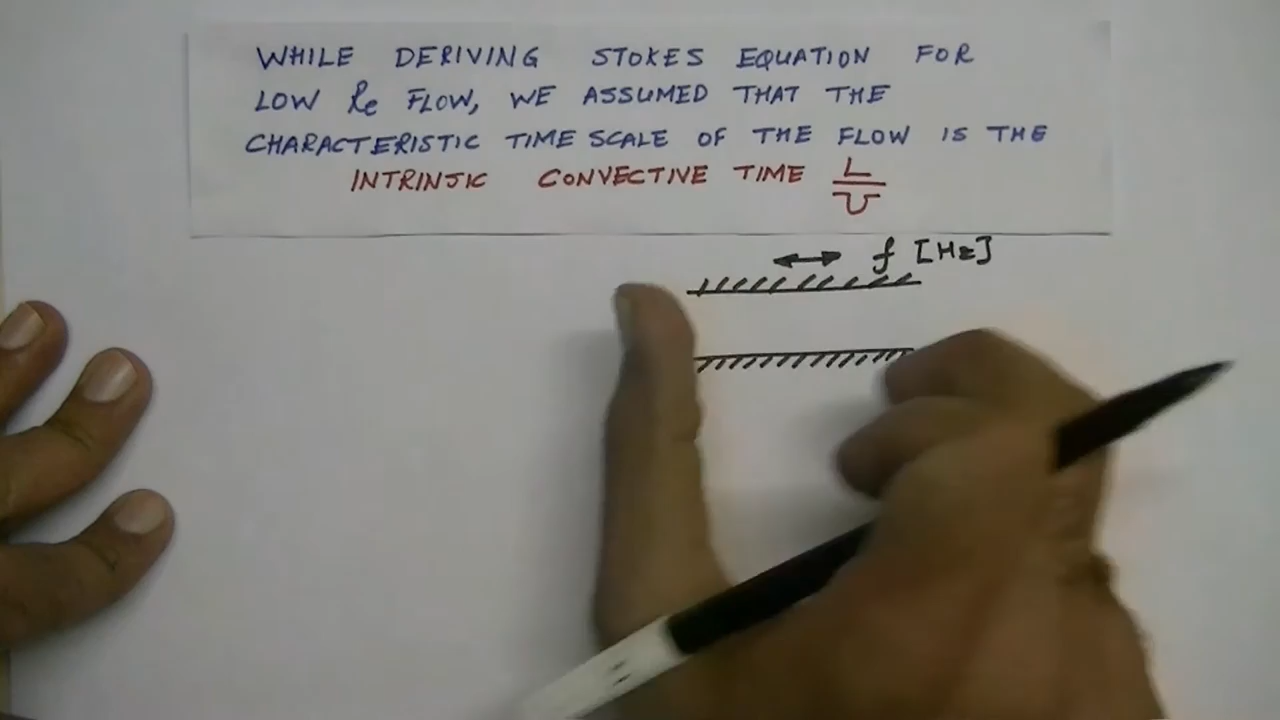 WHILE DERIVING STOKES EQUATION FOR
LOW Re FLOW, WE ASSUMED THAT THE
CHARACTERISTIC TIME SCALE OF THE FLOW IS THE
INTRINSIC CONVECTIVE TIME L/U
f [Hz]